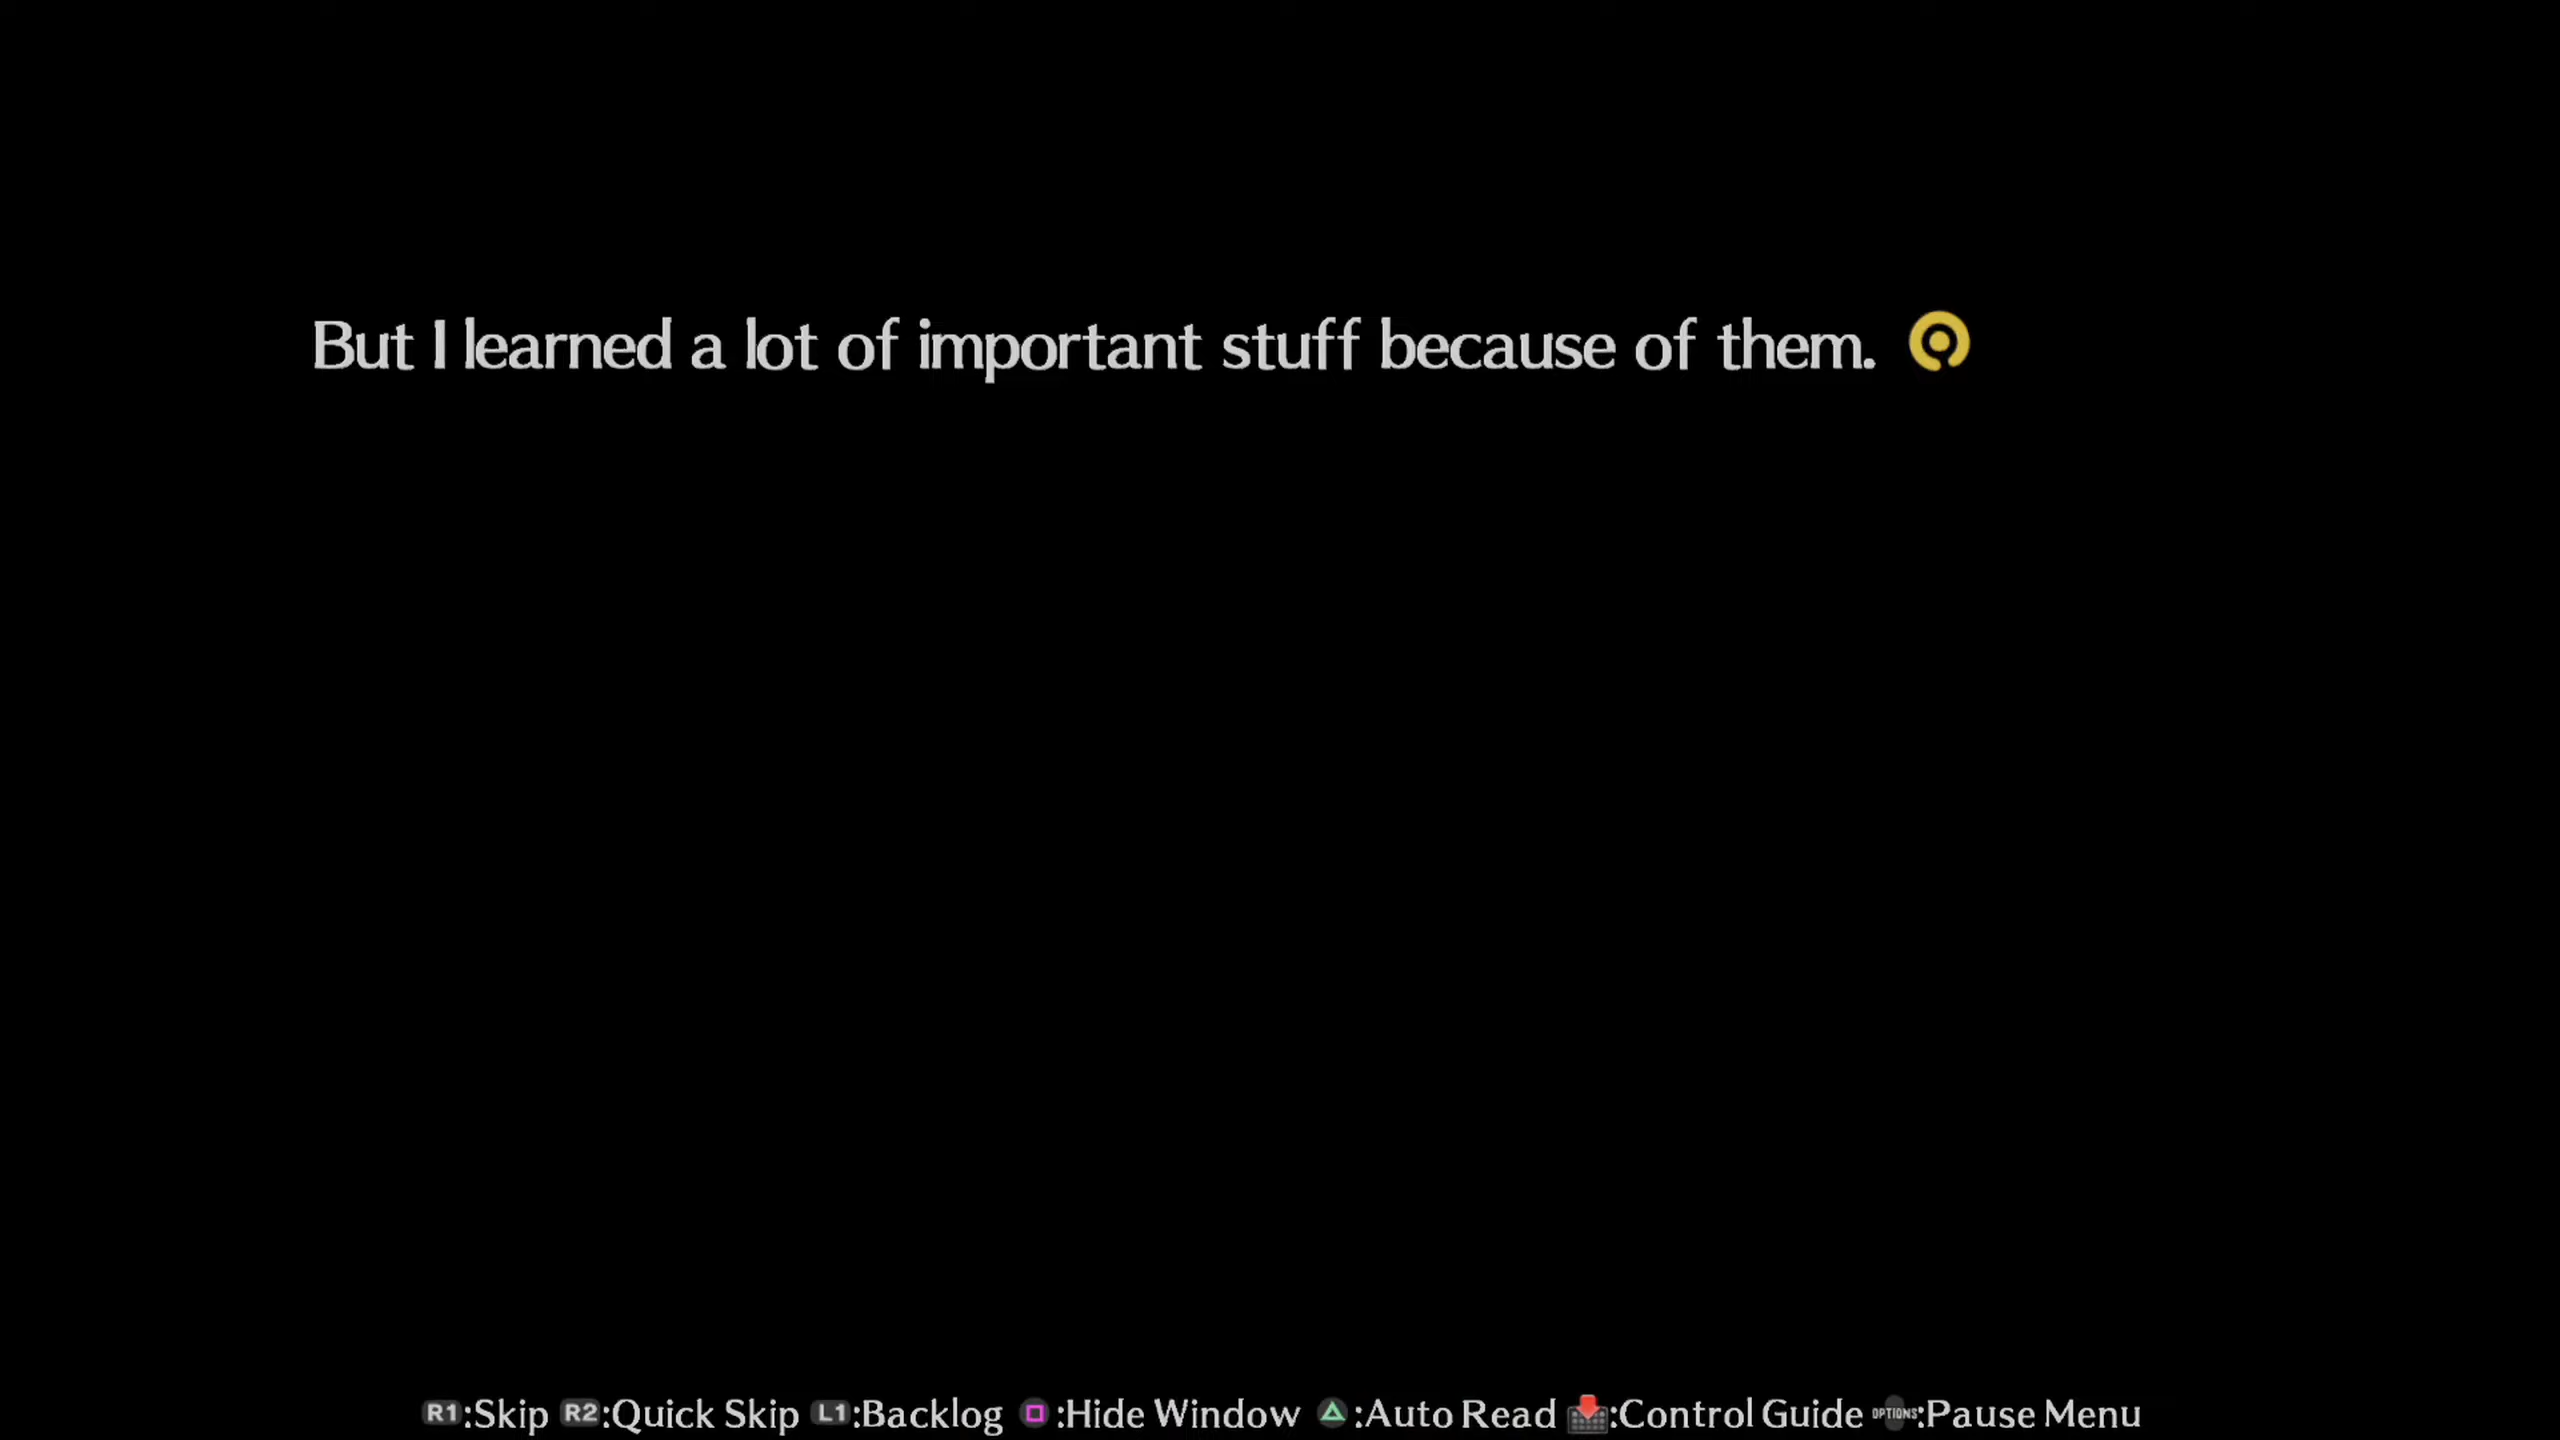 But I learned a lot of important stuff because of them.
R1:Skip R2:Quick Skip L1:Backlog :Hide Window :Auto Read :Control Guide OPTIONS:Pause Menu